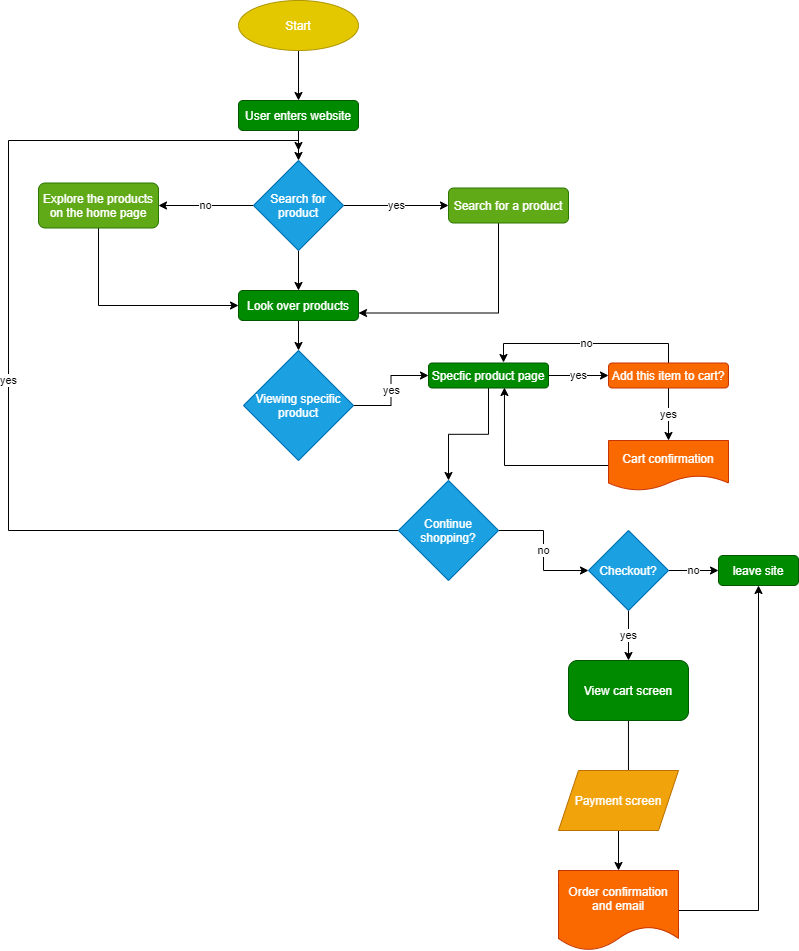 Start
User enters website
Explore the products
on the home page
no
Search for
product
yes
Search for a product
Look over products
no
yes
Viewing specific
product
yes
Specfic product page
yes
Add this item to cart?
yes
Cart confirmation
Continue
shopping?
no
Checkout?
no
leave site
yes
View cart screen
Payment screen
Order confirmation
and email